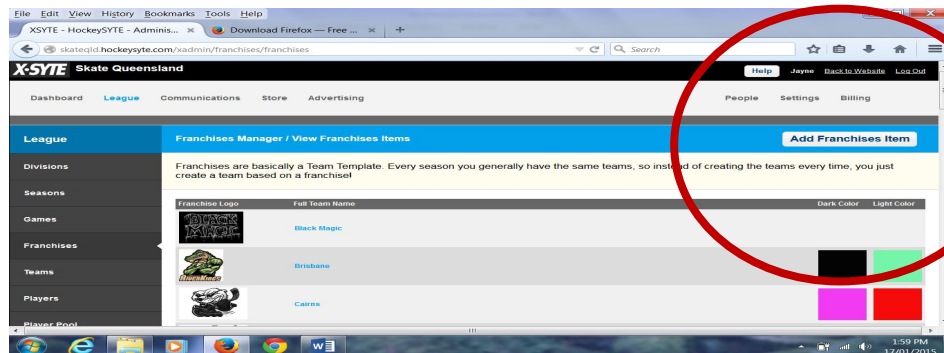 File Edit View History Bookmarks Tools Help
XSYTE - HockeySYTE - Adminis... × Download Firefox — Free ... × +
skateqld.hockeysyte.com/xadmin/franchises/franchises Search
X-SYTE Skate Queensland Help Jayne Back to Website Log Out
Dashboard League Communications Store Advertising People Settings Billing
League Franchises Manager / View Franchises Items Add Franchises Item
Divisions
Franchises are basically a Team Template. Every season you generally have the same teams, so instead of creating the teams every time, you just
create a team based on a franchise!
Seasons
Franchise Logo Full Team Name Dark Color Light Color
Games
BLACK MAGIC Black Magic
Franchises
Brisbane
RIVERKINGS
Teams
Players
Cairns
Player Pool
W
1:59 PM
17/01/2015